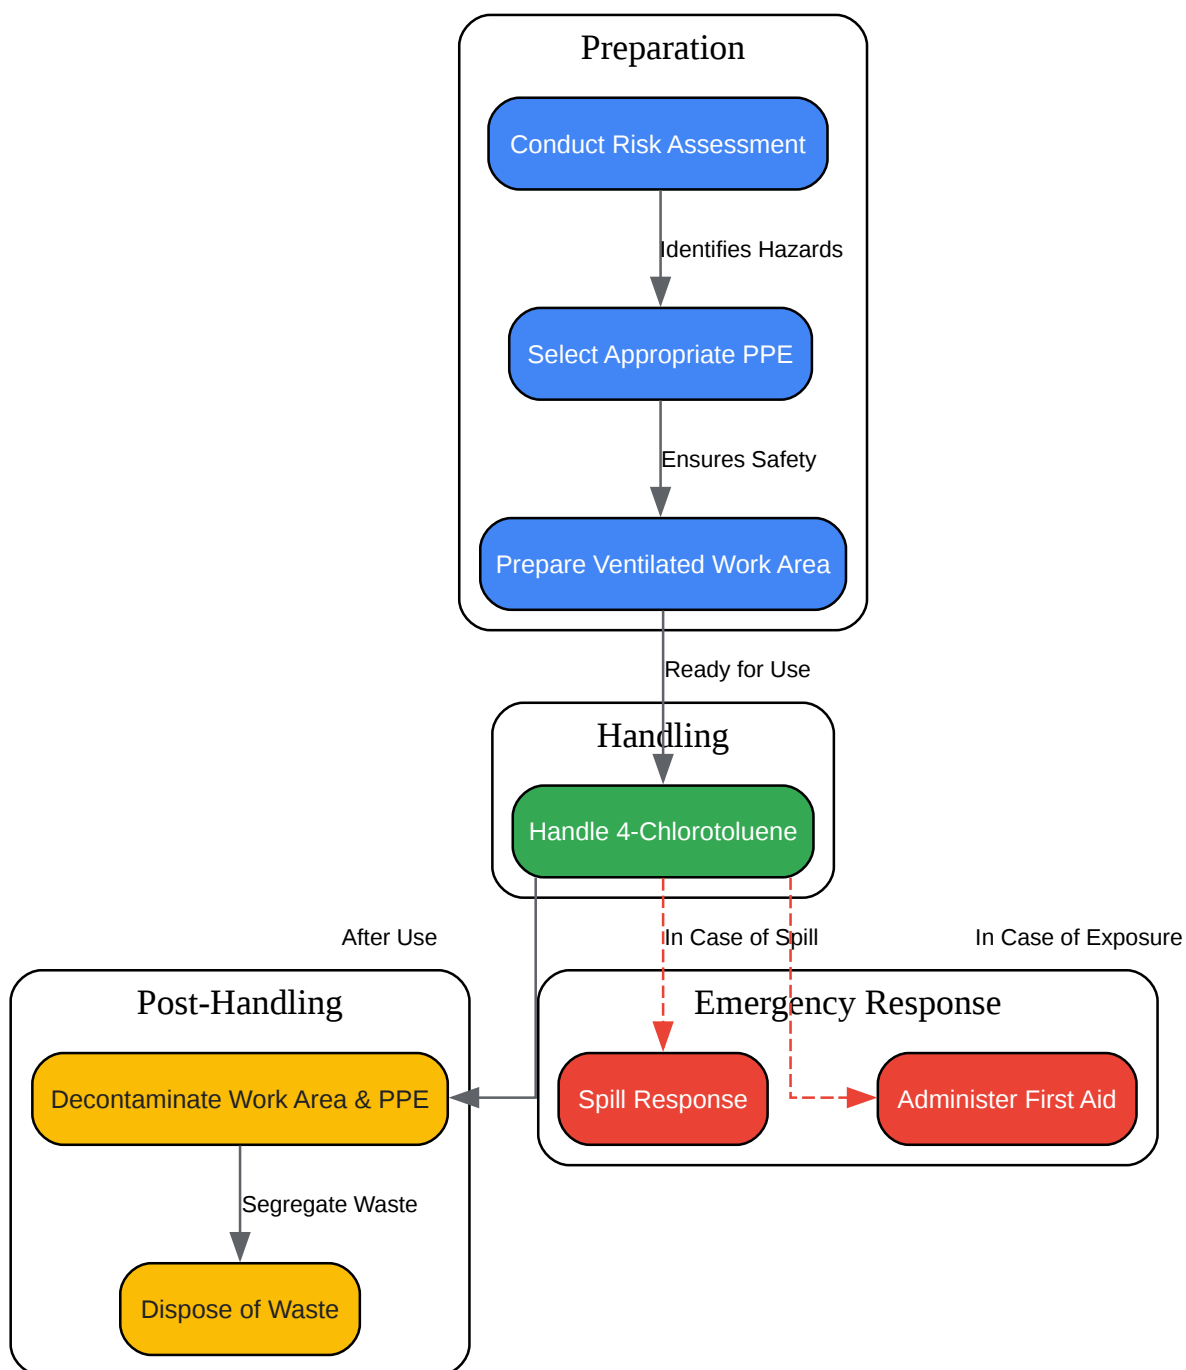 Preparation
Conduct Risk Assessment
Identifies Hazards
Select Appropriate PPE
Ensures Safety
Prepare Ventilated Work Area
Ready for Use
Handling
Handle 4-Chlorotoluene
After Use
In Case of Spill
In Case of Exposure
Post-Handling
Emergency Response
Decontaminate Work Area & PPE
Spill Response
Administer First Aid
Segregate Waste
Dispose of Waste